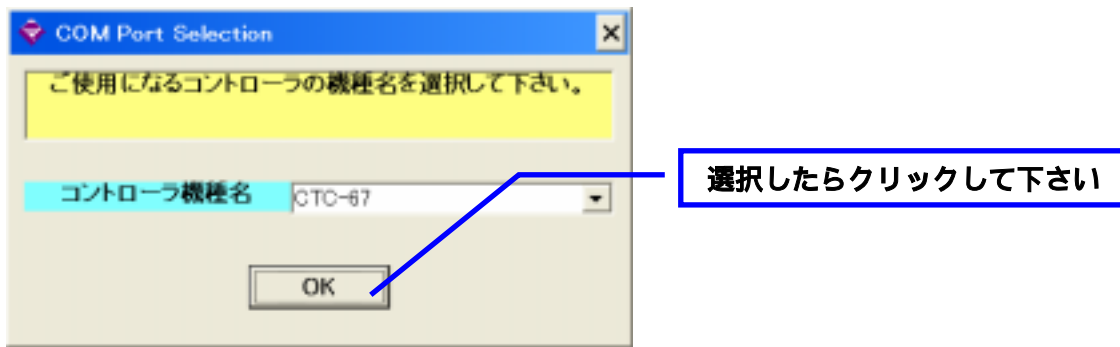 COM Port Selection
ご使用になるコントローラの機種名を選択して下さい。
コントローラ機種名 CTC-67
選択したらクリックして下さい
OK